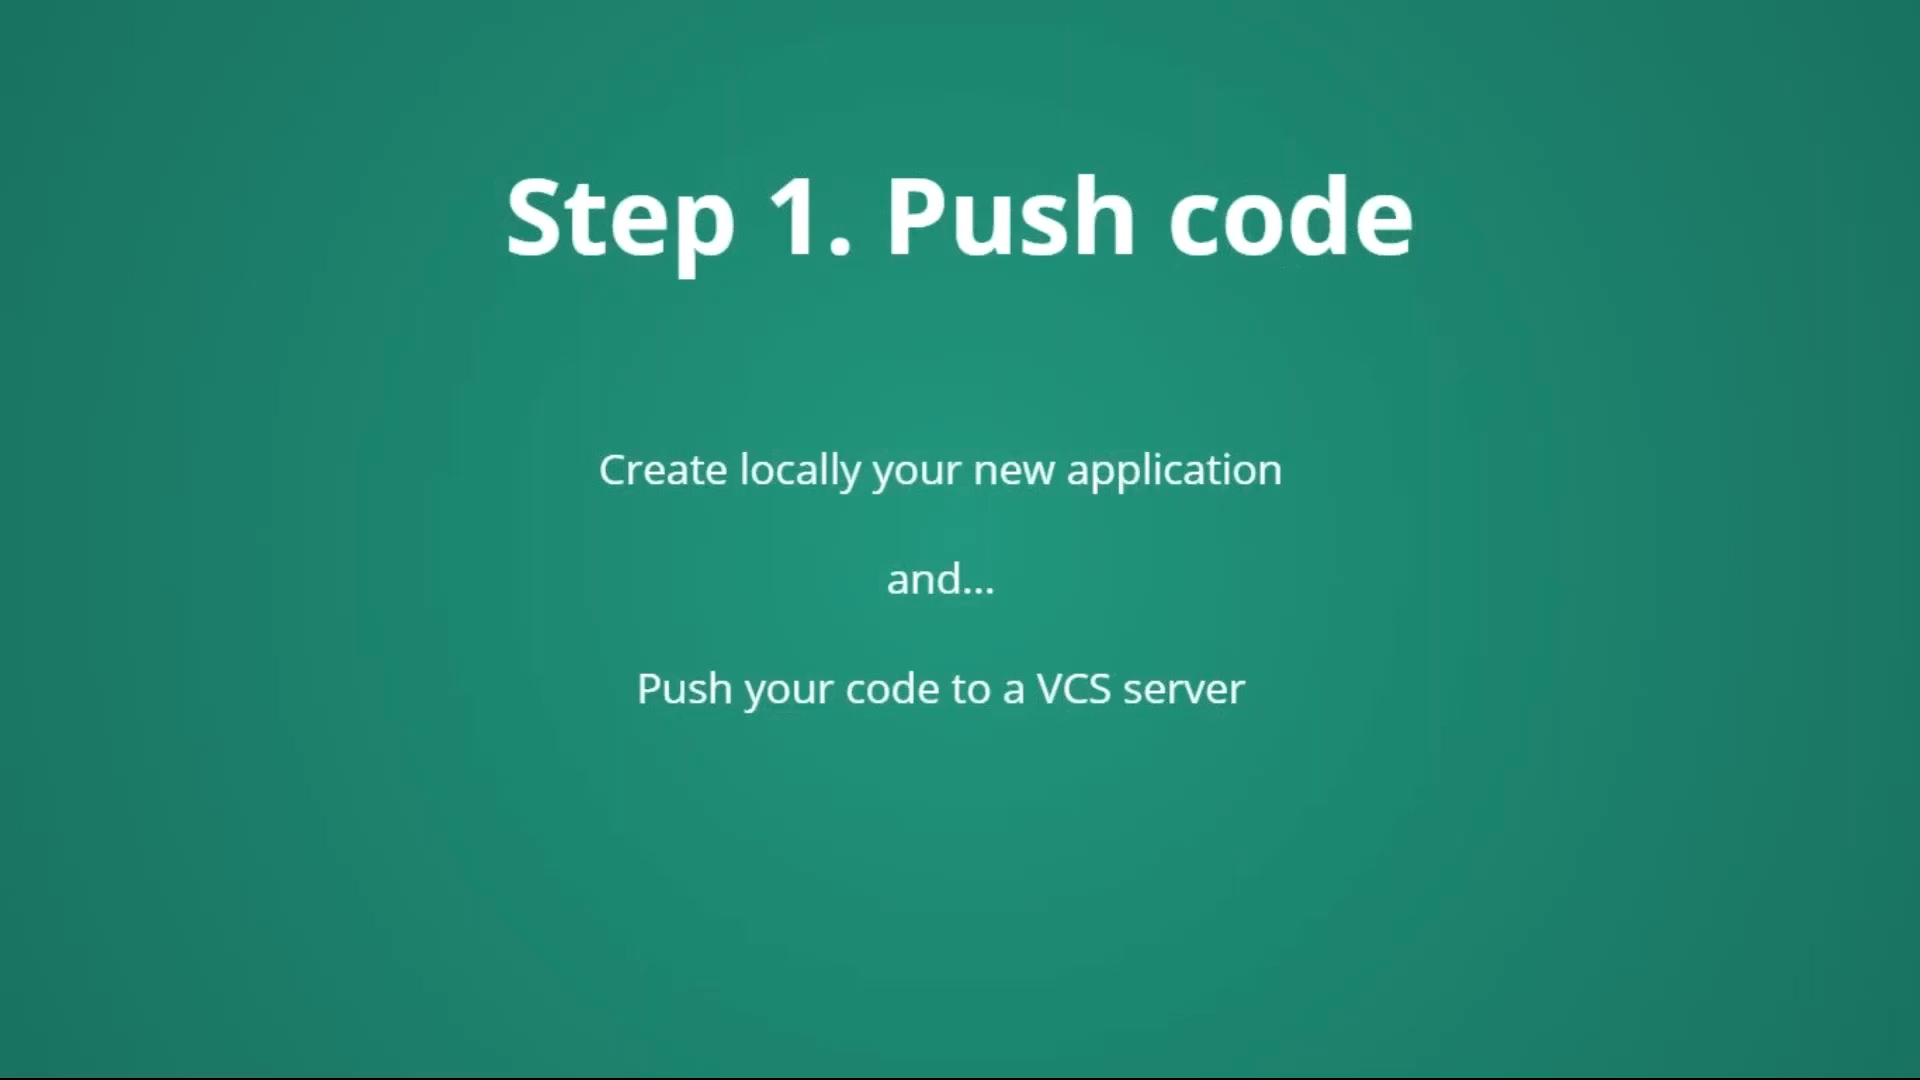 Step 1. Push code
Create locally your new application
and...
Push your code to a VCS server